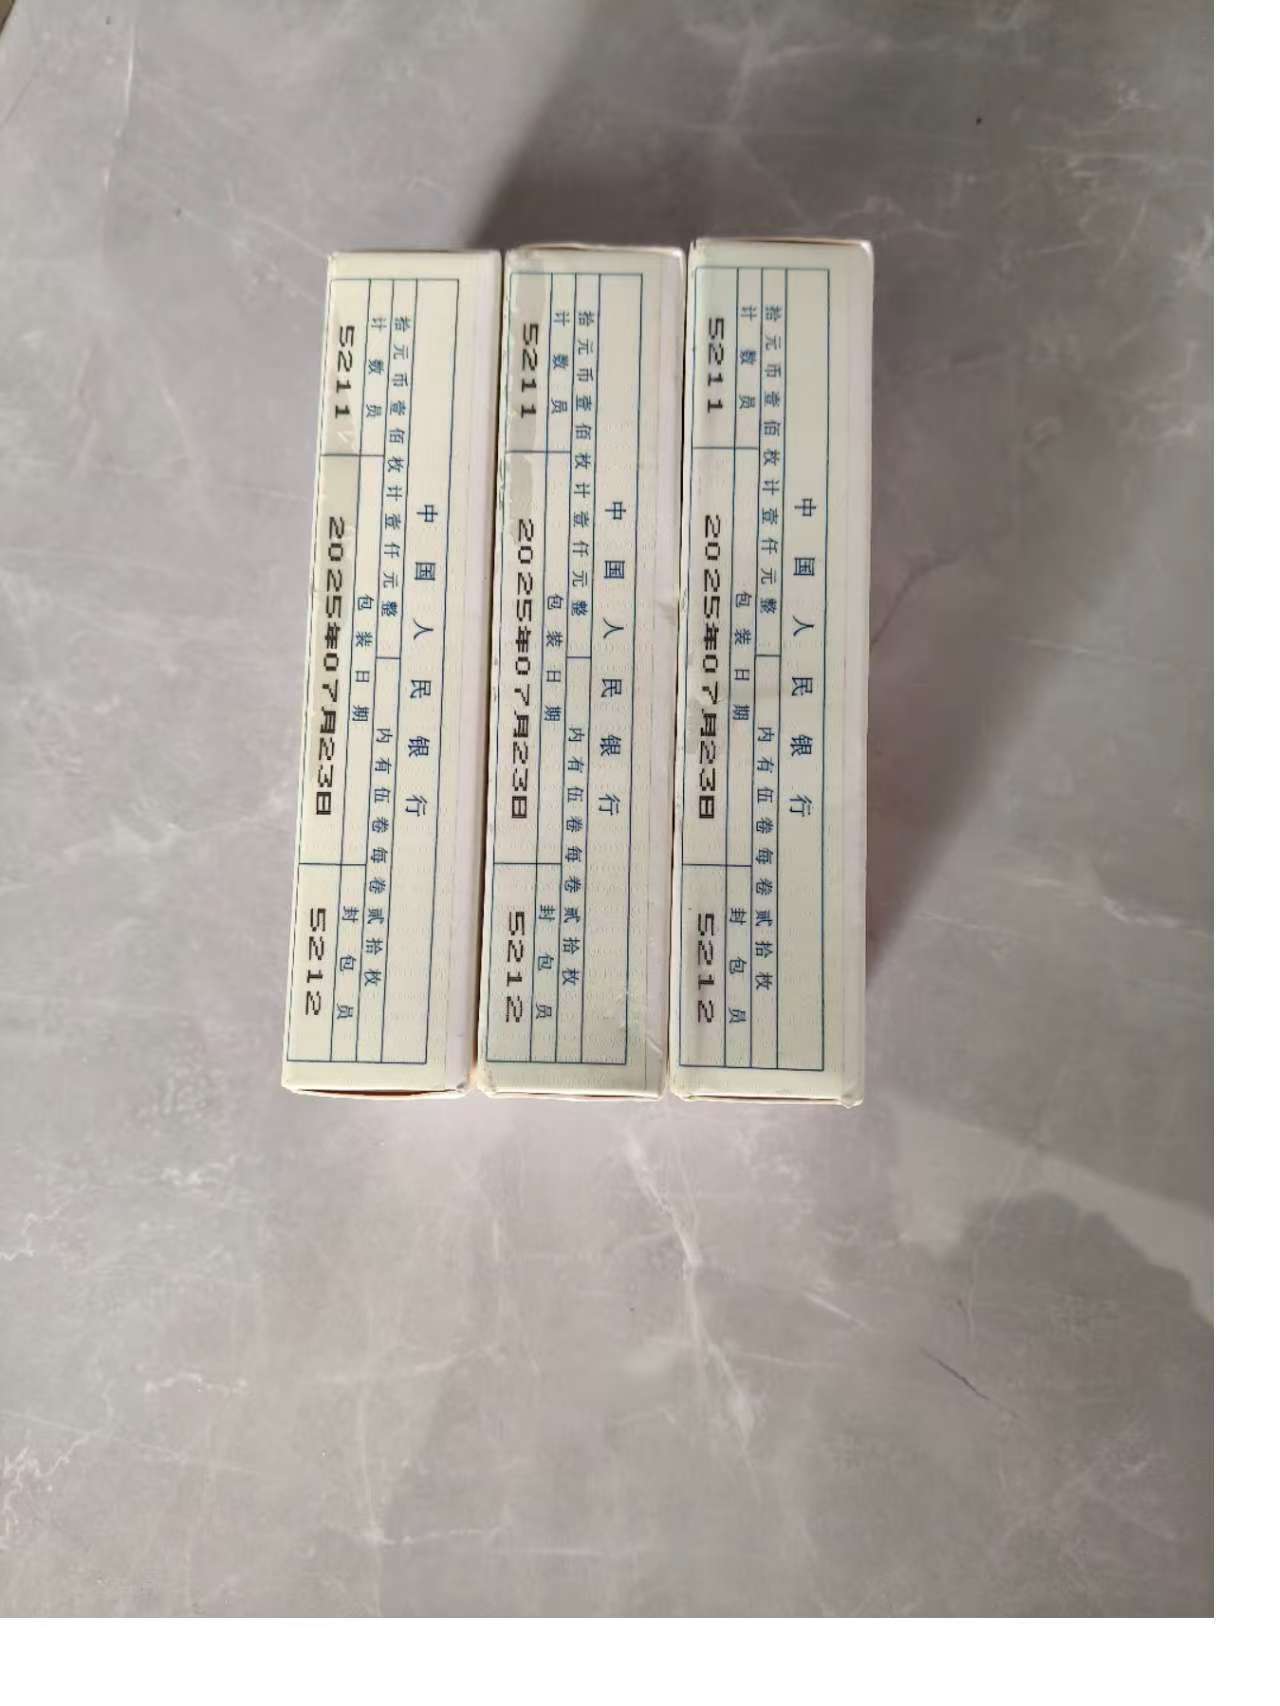 中国人民银行
拾元币壹佰枚计壹仟元整 内有伍卷每卷贰拾枚
计数员 包装日期 封包员
5211 2025年07月23日 5212
中国人民银行
拾元币壹佰枚计壹仟元整 内有伍卷每卷贰拾枚
计数员 包装日期 封包员
5211 2025年07月23日 5212
中国人民银行
拾元币壹佰枚计壹仟元整 内有伍卷每卷贰拾枚
计数员 包装日期 封包员
5211 2025年07月23日 5212